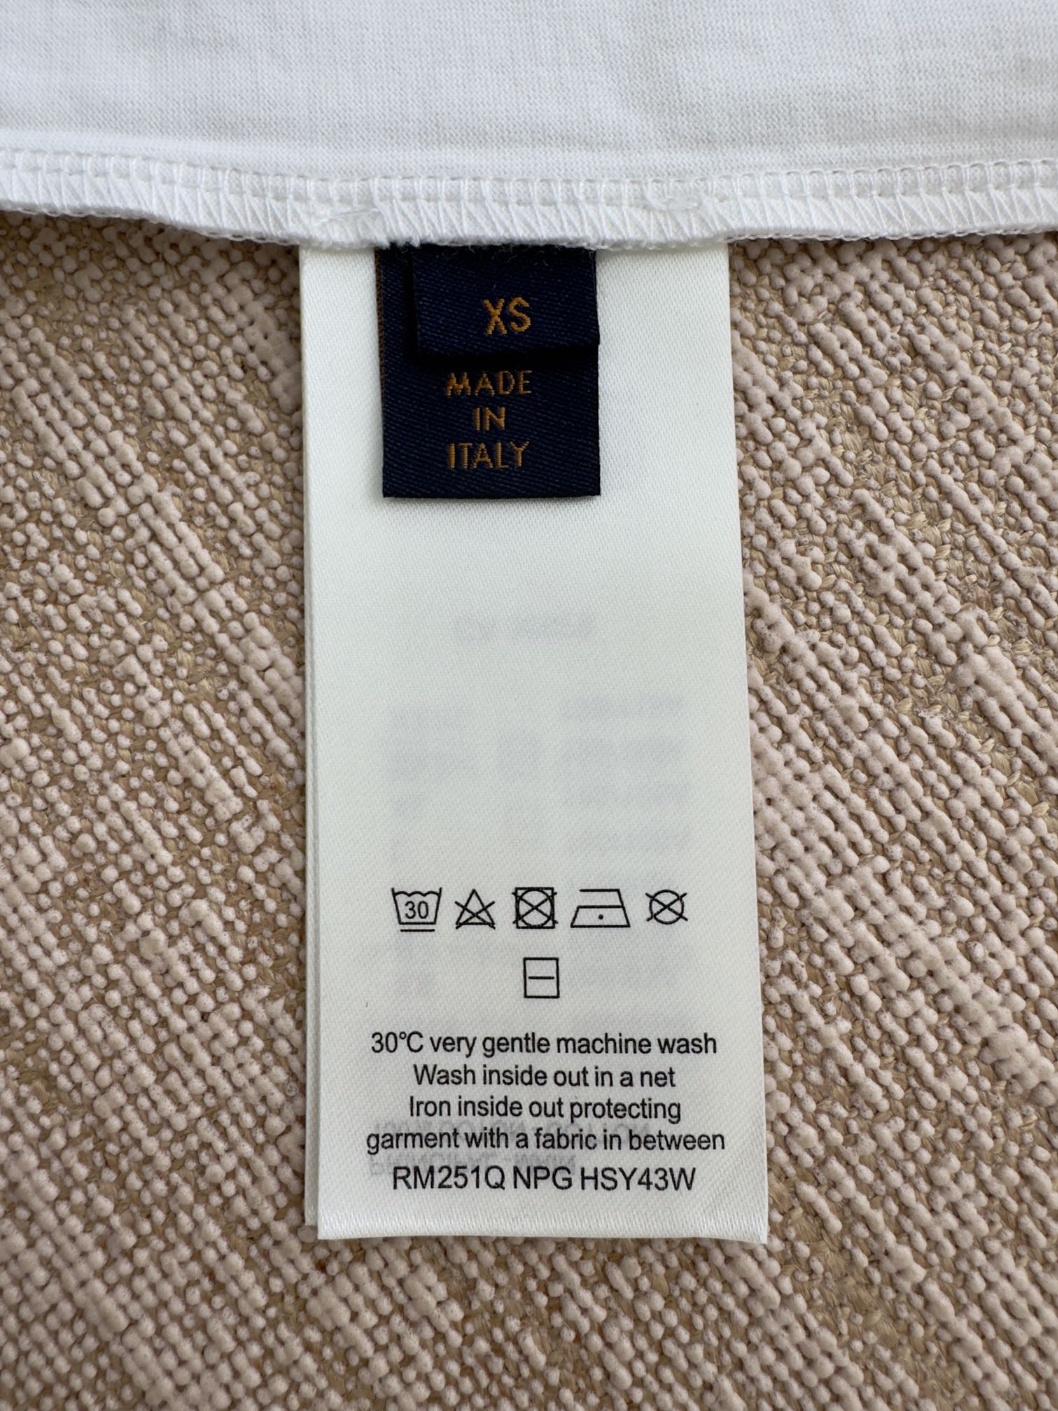 XS
MADE
IN
ITALY
30
30°C very gentle machine wash
Wash inside out in a net
Iron inside out protecting
garment with a fabric in between
RM251Q NPG HSY43W